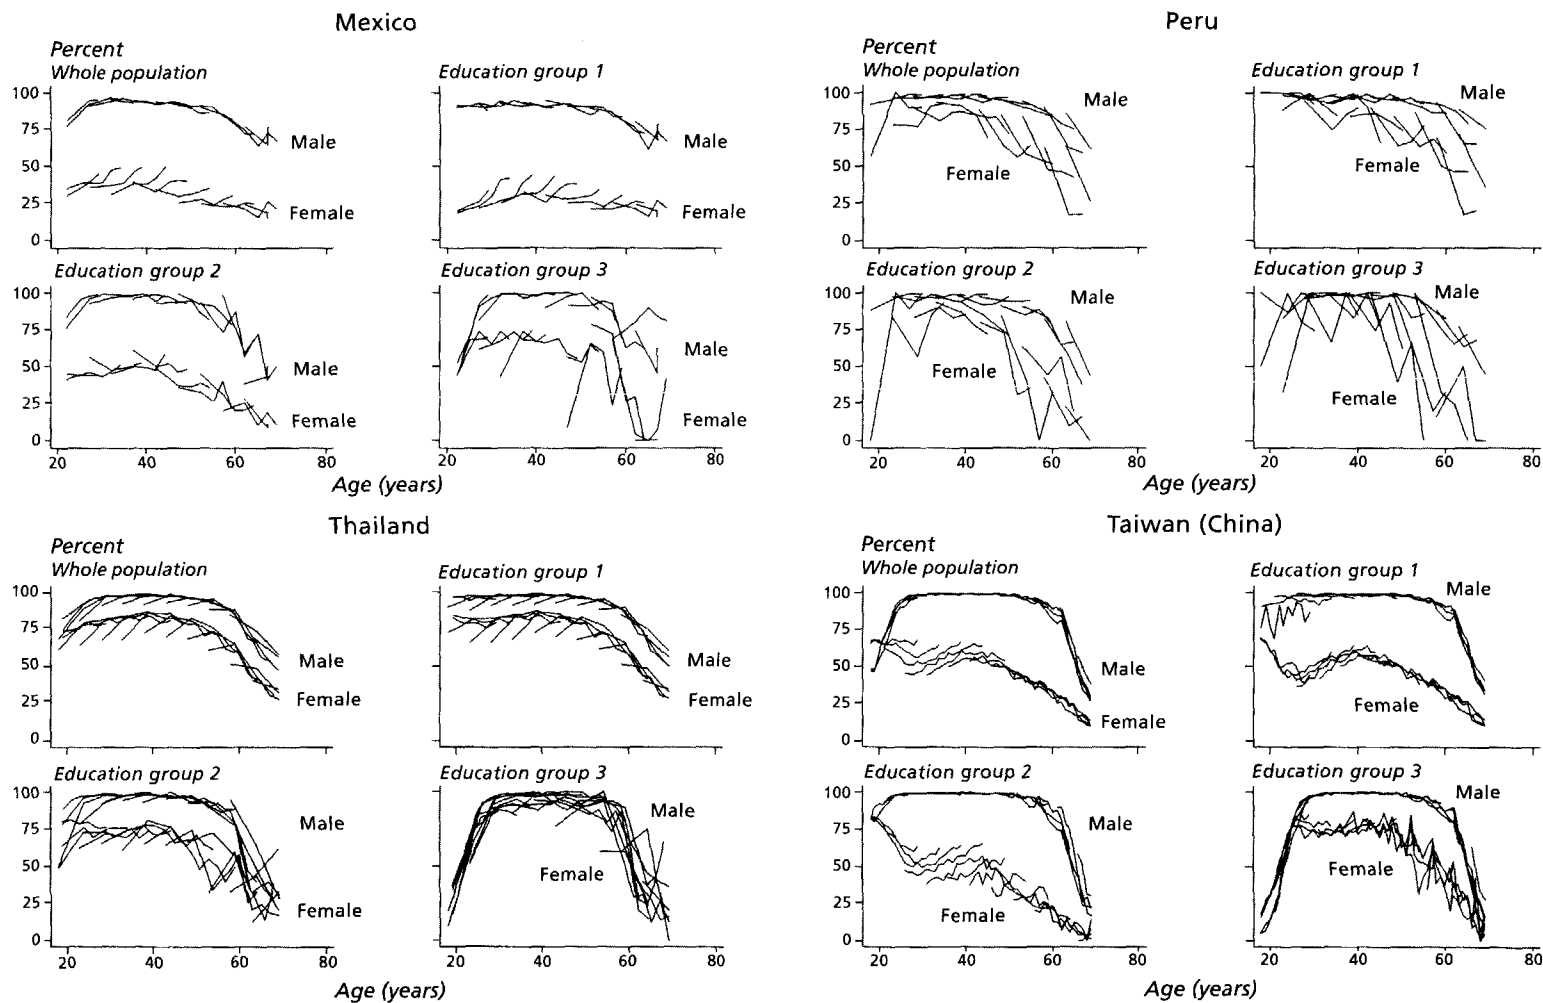 Mexico
Percent
Whole population
Education group 1
100
75
50
25
0
Male
Female
Male
Female
Education group 2
Education group 3
100
75
50
25
0
Male
Female
Male
Female
20 40 60 80
20 40 60 80
Age (years)
Peru
Percent
Whole population
Education group 1
100
75
50
25
0
Male
Female
Male
Female
Education group 2
Education group 3
100
75
50
25
0
Male
Female
Male
Female
20 40 60 80
20 40 60 80
Age (years)
Thailand
Percent
Whole population
Education group 1
100
75
50
25
0
Male
Female
Male
Female
Education group 2
Education group 3
100
75
50
25
0
Male
Female
Male
Female
20 40 60 80
20 40 60 80
Age (years)
Taiwan (China)
Percent
Whole population
Education group 1
100
75
50
25
0
Male
Female
Male
Female
Education group 2
Education group 3
100
75
50
25
0
Male
Female
Male
Female
20 40 60 80
20 40 60 80
Age (years)